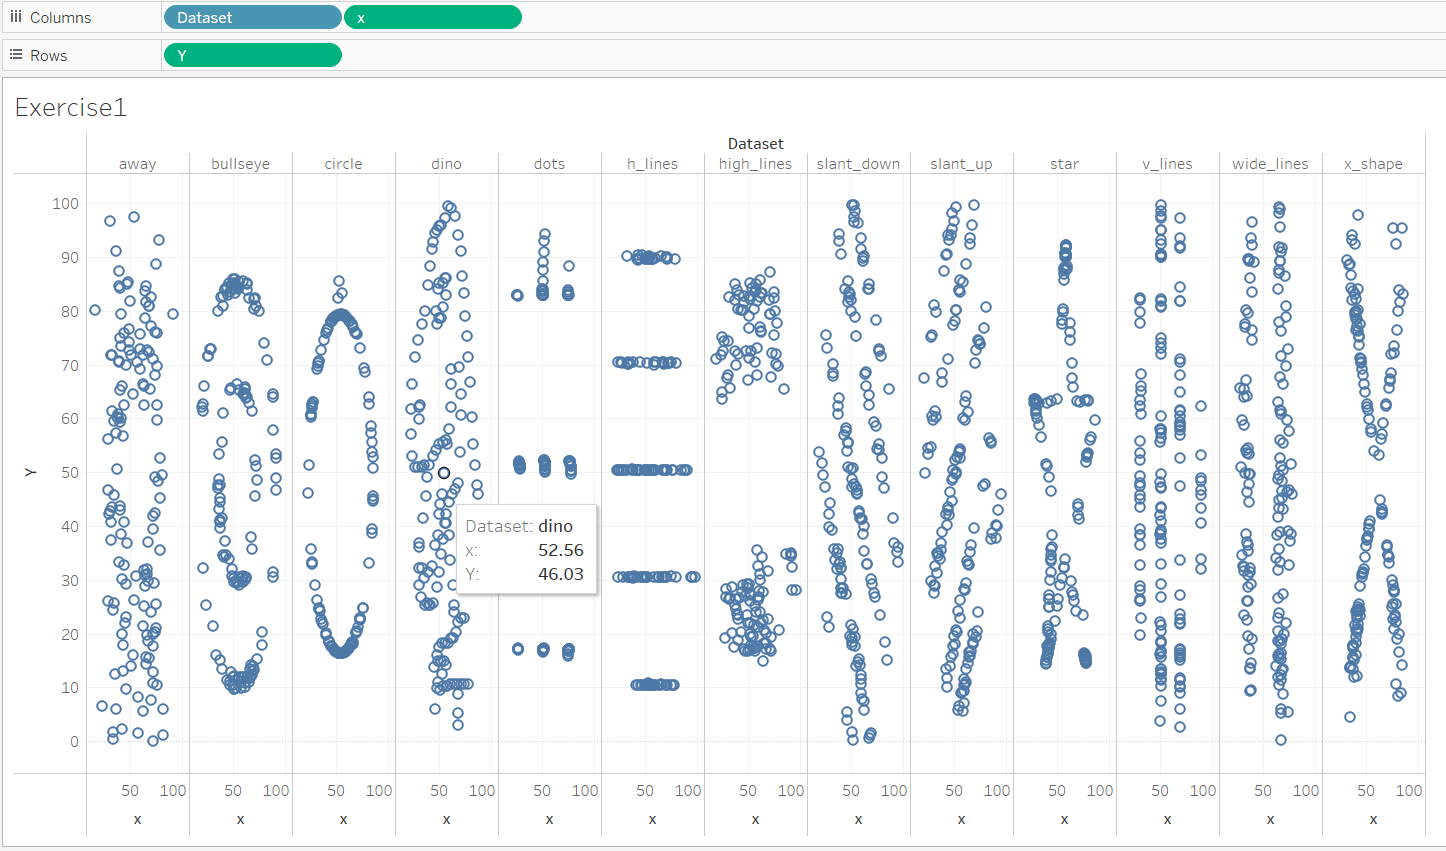 Columns Dataset x
Rows Y
Exercise1
Dataset
away bullseye circle dino dots h_lines high_lines slant_down slant_up star v_lines wide_lines x_shape
100
90
80
70
60
50
40
30
20
10
0
Y
Dataset: dino
x: 52.56
Y: 46.03
50 100 50 100 50 100 50 100 50 100 50 100 50 100 50 100 50 100 50 100 50 100 50 100 50 100
x x x x x x x x x x x x x